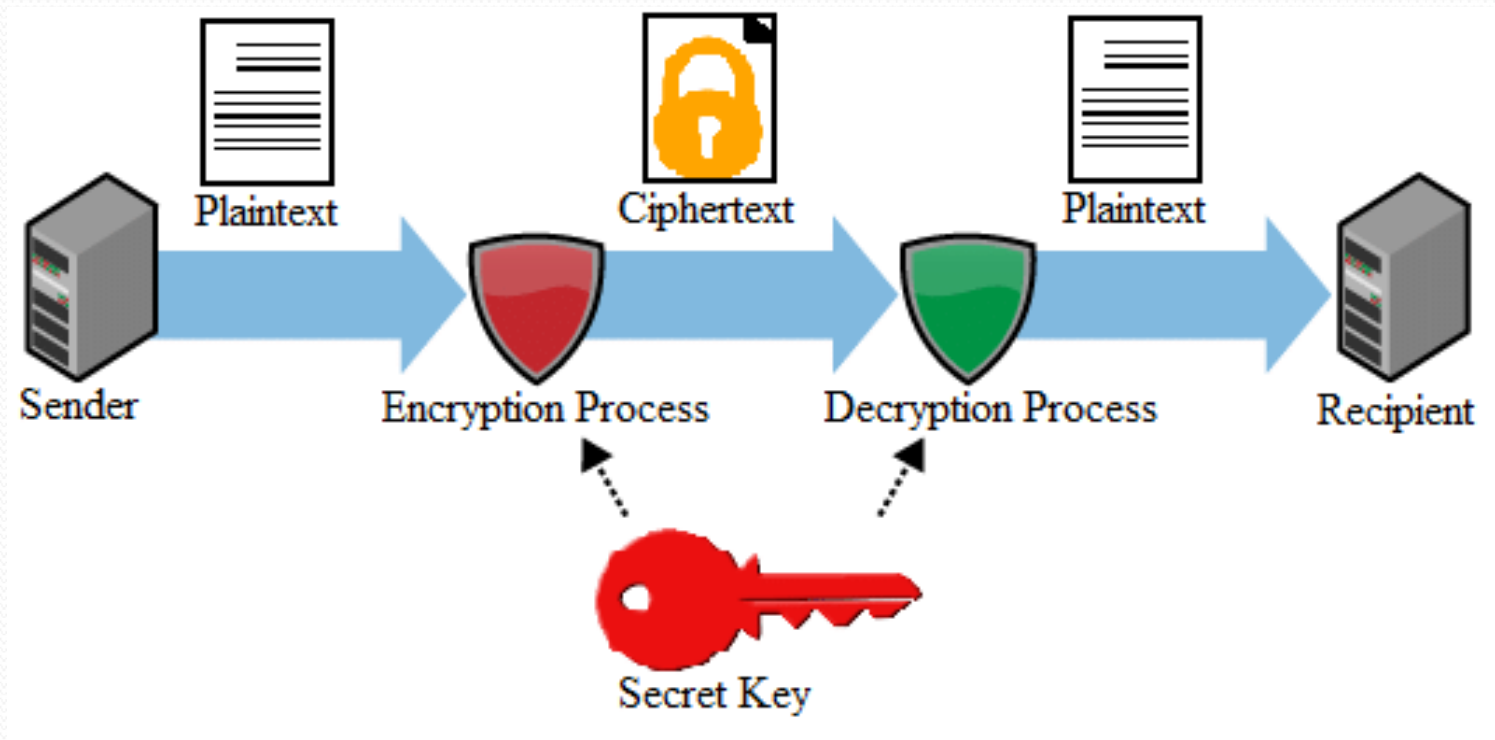 Plaintext
Ciphertext
Plaintext
Sender
Encryption Process
Decryption Process
Recipient
Secret Key